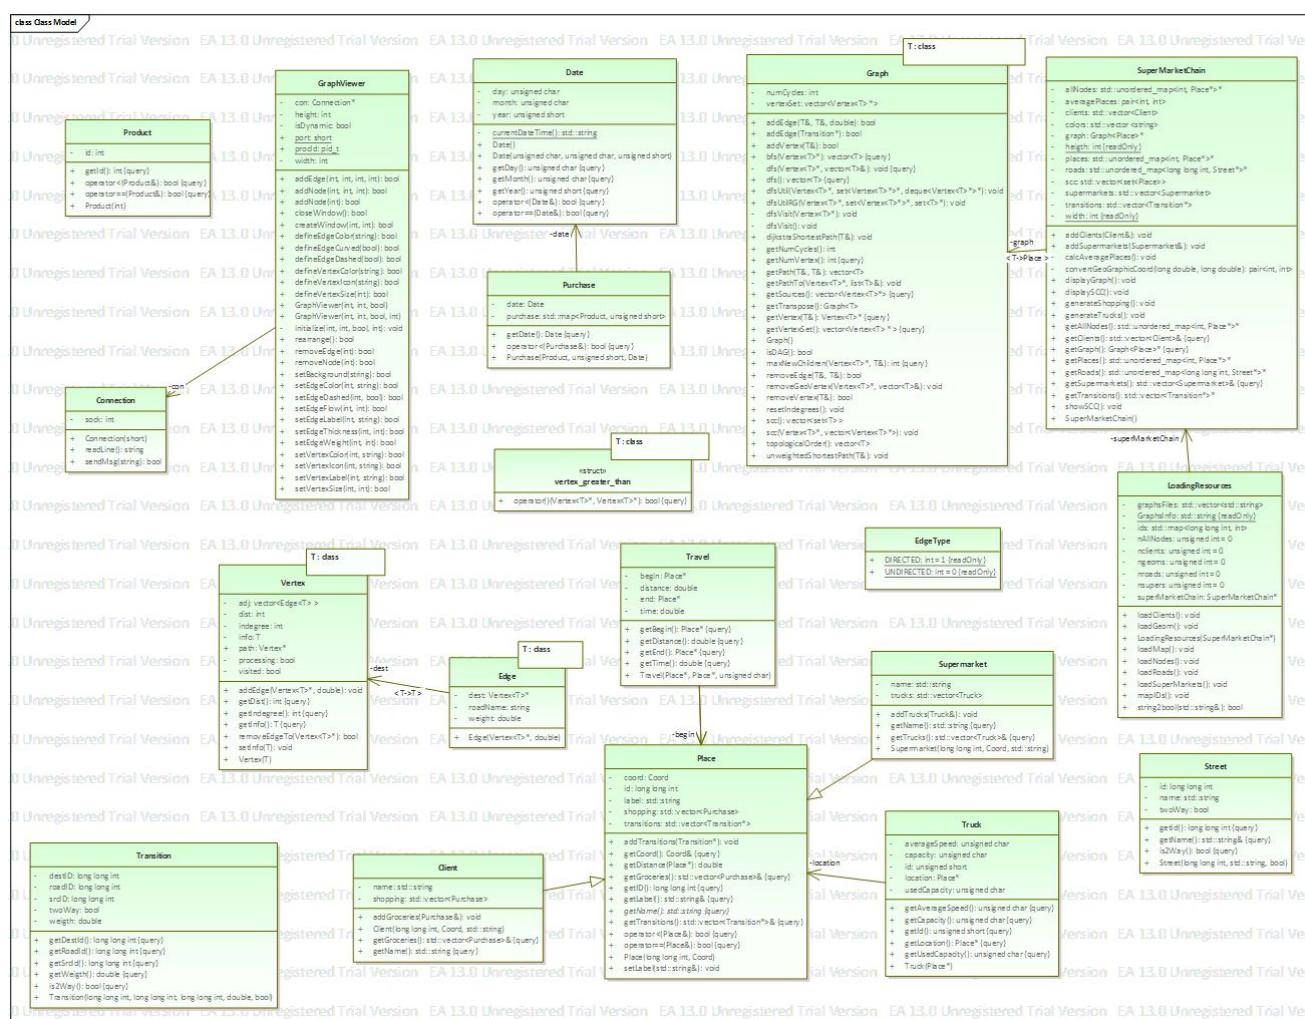 class Class Model
EA 13.0 Unregistered Trial Version
Product
- id: int
+ getId(): int {query}
+ operator<(Product&): bool {query}
+ operator==(Product&): bool {query}
+ Product(int)
GraphViewer
- con: Connection*
- height: int
- isDynamic: bool
+ port: short
+ procId: pid_t
- width: int
+ addEdge(int, int, int, int): bool
+ addNode(int, int, int): bool
+ addNode(int): bool
+ closeWindow(): bool
+ createWindow(int, int): bool
+ defineEdgeColor(string): bool
+ defineEdgeCurved(bool): bool
+ defineEdgeDashed(bool): bool
+ defineVertexColor(string): bool
+ defineVertexIcon(string): bool
+ defineVertexSize(int): bool
+ GraphViewer(int, int, bool)
+ GraphViewer(int, int, bool, int)
- initialize(int, int, bool, int): void
+ rearrange(): bool
+ removeEdge(int): bool
+ removeNode(int): bool
+ setBackground(string): bool
+ setEdgeColor(int, string): bool
+ setEdgeDashed(int, bool): bool
+ setEdgeFlow(int, int): bool
+ setEdgeLabel(int, string): bool
+ setEdgeThickness(int, int): bool
+ setEdgeWeight(int, int): bool
+ setVertexColor(int, string): bool
+ setVertexIcon(int, string): bool
+ setVertexLabel(int, string): bool
+ setVertexSize(int, int): bool
-con
Connection
- sock: int
+ Connection(short)
+ readLine(): string
+ sendMsg(string): bool
Date
- day: unsigned char
- month: unsigned char
- year: unsigned short
- currentDateTime(): std::string
+ Date()
+ Date(unsigned char, unsigned char, unsigned short)
+ getDay(): unsigned char {query}
+ getMonth(): unsigned char {query}
+ getYear(): unsigned short {query}
+ operator<(Date&): bool {query}
+ operator==(Date&): bool {query}
-date
Purchase
- date: Date
- purchase: std::map<Product, unsigned short>
+ getDate(): Date {query}
+ operator<(Purchase&): bool {query}
+ Purchase(Product, unsigned short, Date)
T : class
Graph
- numCycles: int
- vertexSet: vector<Vertex<T> *>
+ addEdge(T&, T&, double): bool
+ addEdge(Transition*): bool
+ addVertex(T&): bool
+ bfs(Vertex<T>*): vector<T> {query}
- dfs(Vertex<T>*, vector<T>&): void {query}
+ dfs(): vector<T> {query}
+ dfsUtil(Vertex<T>*, set<Vertex<T>*>*, deque<Vertex<T>*>*): void
+ dfsUtilRG(Vertex<T>*, set<Vertex<T>*>*, set<T>*): void
- dfsVisit(Vertex<T>*): void
- dfsVisit(): void
+ dijkstraShortestPath(T&): void
+ getNumCycles(): int
+ getNumVertex(): int {query}
+ getPath(T&, T&): vector<T>
- getPathTo(Vertex<T>*, list<T>&): void
+ getSources(): vector<Vertex<T>*> {query}
+ getTranspose(): Graph<T>
+ getVertex(T&): Vertex<T>* {query}
+ getVertexSet(): vector<Vertex<T> * > {query}
+ Graph()
+ isDAG(): bool
+ maxNewChildren(Vertex<T>*, T&): int {query}
+ removeEdge(T&, T&): bool
- removeGeoVertex(Vertex<T>*, vector<T>&): void
+ removeVertex(T&): bool
+ resetIndegrees(): void
+ scc(): vector<set<T> >
+ scc(Vertex<T>*, vector<Vertex<T>*>): void
+ topologicalOrder(): vector<T>
+ unweightedShortestPath(T&): void
-graph
< T->Place >
SuperMarketChain
- allNodes: std::unordered_map<int, Place*>*
- averagePlaces: pair<int, int>
- clients: std::vector<Client>
- colors: std::vector <string>
- graph: Graph<Place>*
- heigth: int {readOnly}
- places: std::unordered_map<int, Place*>*
- roads: std::unordered_map<long long int, Street*>*
- scc: std::vector<set<Place>>
- supermarkets: std::vector<Supermarket>
- transitions: std::vector<Transition*>
- width: int {readOnly}
+ addClients(Client&): void
+ addSupermarkets(Supermarket&): void
- calcAveragePlaces(): void
- convertGeoGraphicCoord(long double, long double): pair<int, int>
+ displayGraph(): void
+ displaySCC(): void
+ generateShopping(): void
+ generateTrucks(): void
+ getAllNodes(): std::unordered_map<int, Place*>*
+ getClients(): std::vector<Client>& {query}
+ getGraph(): Graph<Place>* {query}
+ getPlaces(): std::unordered_map<int, Place*>*
+ getRoads(): std::unordered_map<long long int, Street*>*
+ getSupermarkets(): std::vector<Supermarket>& {query}
+ getTransitions(): std::vector<Transition*>*
+ showSCC(): void
+ SuperMarketChain()
-superMarketChain
T : class
«struct»
vertex_greater_than
+ operator()(Vertex<T>*, Vertex<T>*): bool {query}
LoadingResources
- graphsFiles: std::vector<std::string>
- GraphsInfo: std::string {readOnly}
- ids: std::map<long long int, int>
- nAllNodes: unsigned int = 0
- nclients: unsigned int = 0
- ngeoms: unsigned int = 0
- nroads: unsigned int = 0
- nsupers: unsigned int = 0
- superMarketChain: SuperMarketChain*
+ loadClients(): void
+ loadGeom(): void
+ LoadingResources(SuperMarketChain*)
+ loadMap(): void
+ loadNodes(): void
+ loadRoads(): void
+ loadSuperMarkets(): void
+ mapIDs(): void
+ string2bool(std::string&): bool
EdgeType
+ DIRECTED: int = 1 {readOnly}
+ UNDIRECTED: int = 0 {readOnly}
T : class
Vertex
- adj: vector<Edge<T> >
- dist: int
- indegree: int
- info: T
+ path: Vertex*
- processing: bool
- visited: bool
+ addEdge(Vertex<T>*, double): void
+ getDist(): int {query}
+ getIndegree(): int {query}
+ getInfo(): T {query}
+ removeEdgeTo(Vertex<T>*): bool
+ setInfo(T): void
+ Vertex(T)
-dest
< T->T >
T : class
Edge
- dest: Vertex<T>*
- roadName: string
- weight: double
+ Edge(Vertex<T>*, double)
Travel
- begin: Place*
- distance: double
- end: Place*
- time: double
+ getBegin(): Place* {query}
+ getDistance(): double {query}
+ getEnd(): Place* {query}
+ getTime(): double {query}
+ Travel(Place*, Place*, unsigned char)
-begin
Supermarket
- name: std::string
- trucks: std::vector<Truck>
+ addTrucks(Truck&): void
+ getName(): std::string {query}
+ getTrucks(): std::vector<Truck>& {query}
+ Supermarket(long long int, Coord, std::string)
Place
- coord: Coord
- id: long long int
- label: std::string
- shopping: std::vector<Purchase>
- transitions: std::vector<Transition*>
+ addTransitions(Transition*): void
+ getCoord(): Coord& {query}
+ getDistance(Place*): double
+ getGroceries(): std::vector<Purchase>& {query}
+ getID(): long long int {query}
+ getLabel(): std::string& {query}
+ getName(): std::string {query}
+ getTransitions(): std::vector<Transition*>& {query}
+ operator<(Place&): bool {query}
+ operator==(Place&): bool {query}
+ Place(long long int, Coord)
+ setLabel(std::string&): void
-location
Street
- id: long long int
- name: std::string
- twoWay: bool
+ getId(): long long int {query}
+ getName(): std::string& {query}
+ is2Way(): bool {query}
+ Street(long long int, std::string, bool)
Truck
- averageSpeed: unsigned char
- capacity: unsigned char
- id: unsigned short
- location: Place*
- usedCapacity: unsigned char
+ getAverageSpeed(): unsigned char {query}
+ getCapacity(): unsigned char {query}
+ getId(): unsigned short {query}
+ getLocation(): Place* {query}
+ getUsedCapacity(): unsigned char {query}
+ Truck(Place*)
Transition
- destID: long long int
- roadID: long long int
- srcID: long long int
- twoWay: bool
- weigth: double
+ getDestId(): long long int {query}
+ getRoadId(): long long int {query}
+ getSrcId(): long long int {query}
+ getWeigth(): double {query}
+ is2Way(): bool {query}
+ Transition(long long int, long long int, long long int, double, bool)
Client
- name: std::string
- shopping: std::vector<Purchase>
+ addGroceries(Purchase&): void
+ Client(long long int, Coord, std::string)
+ getGroceries(): std::vector<Purchase>& {query}
+ getName(): std::string {query}